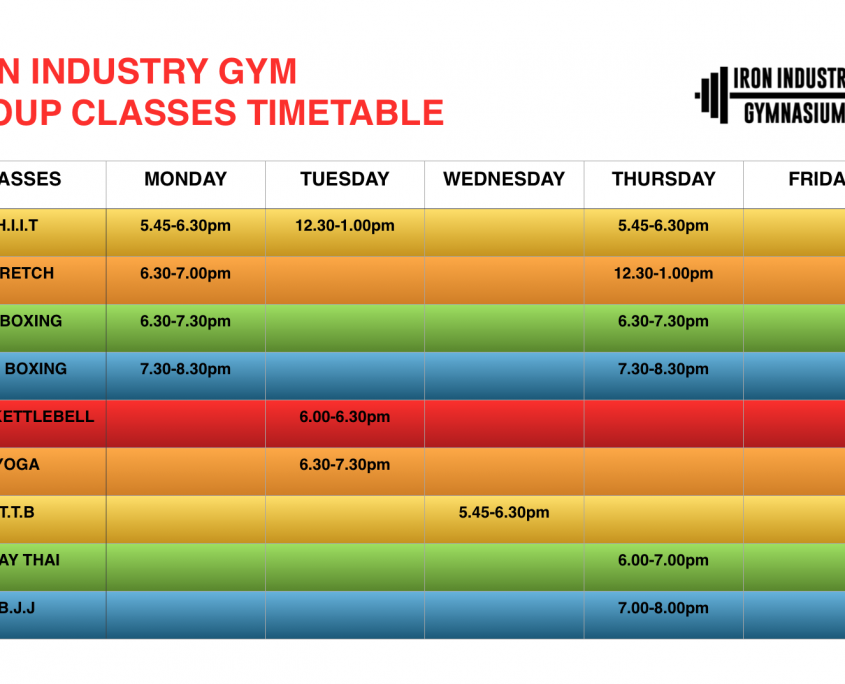 N INDUSTRY GYM
OUP CLASSES TIMETABLE
IRON INDUSTR
GYMNASIUM
ASSES MONDAY TUESDAY WEDNESDAY THURSDAY FRIDA
H.I.I.T 5.45-6.30pm 12.30-1.00pm 5.45-6.30pm
RETCH 6.30-7.00pm 12.30-1.00pm
BOXING 6.30-7.30pm 6.30-7.30pm
BOXING 7.30-8.30pm 7.30-8.30pm
KETTLEBELL 6.00-6.30pm
YOGA 6.30-7.30pm
T.T.B 5.45-6.30pm
AY THAI 6.00-7.00pm
B.J.J 7.00-8.00pm